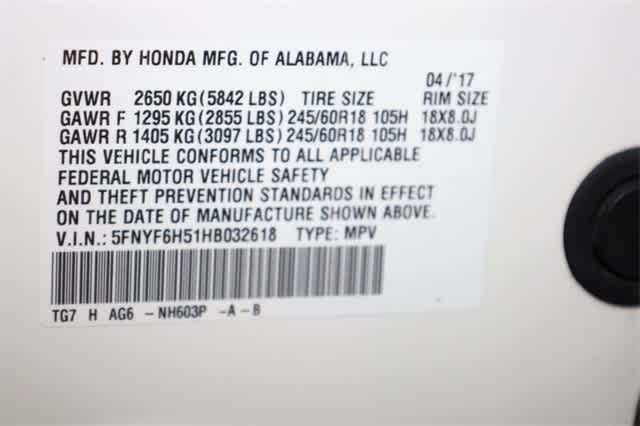 MFD. BY HONDA MFG. OF ALABAMA, LLC
04/'17
GVWR 2650 KG(5842 LBS) TIRE SIZE RIM SIZE
GAWR F 1295 KG(2855 LBS) 245/60R18 105H 18X8.0J
GAWR R 1405 KG(3097 LBS) 245/60R18 105H 18X8.0J
THIS VEHICLE CONFORMS TO ALL APPLICABLE
FEDERAL MOTOR VEHICLE SAFETY
AND THEFT PREVENTION STANDARDS IN EFFECT
ON THE DATE OF MANUFACTURE SHOWN ABOVE.
V.I.N.: 5FNYF6H51HB032618 TYPE: MPV
TG7 H AG6 - NH603P -A-B